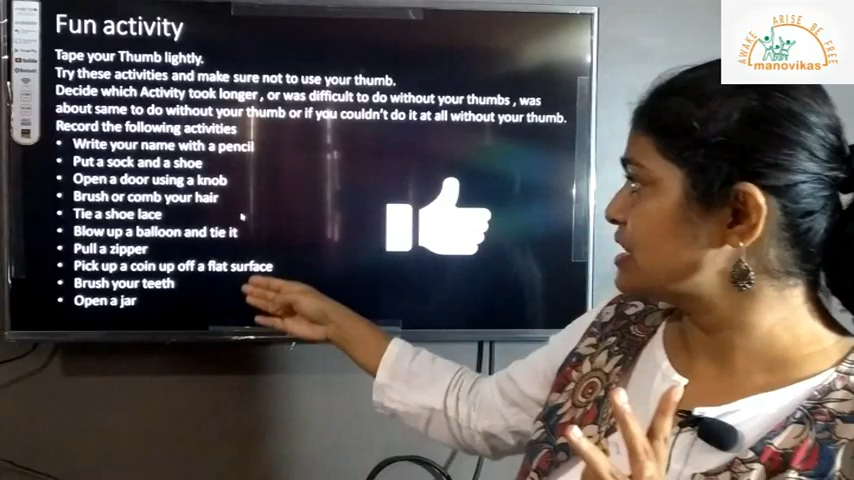 Fun activity
Tape your Thumb lightly.
Try these activities and make sure not to use your thumb.
Decide which Activity took longer , or was difficult to do without your thumbs , was
about same to do without your thumb or if you couldn't do it at all without your thumb.
Record the following activities
• Write your name with a pencil
• Put a sock and a shoe
• Open a door using a knob
• Brush or comb your hair
• Tie a shoe lace
• Blow up a balloon and tie it
• Pull a zipper
• Pick up a coin up off a flat surface
• Brush your teeth
• Open a jar
AWAKE ARISE BE FREE
manovikas